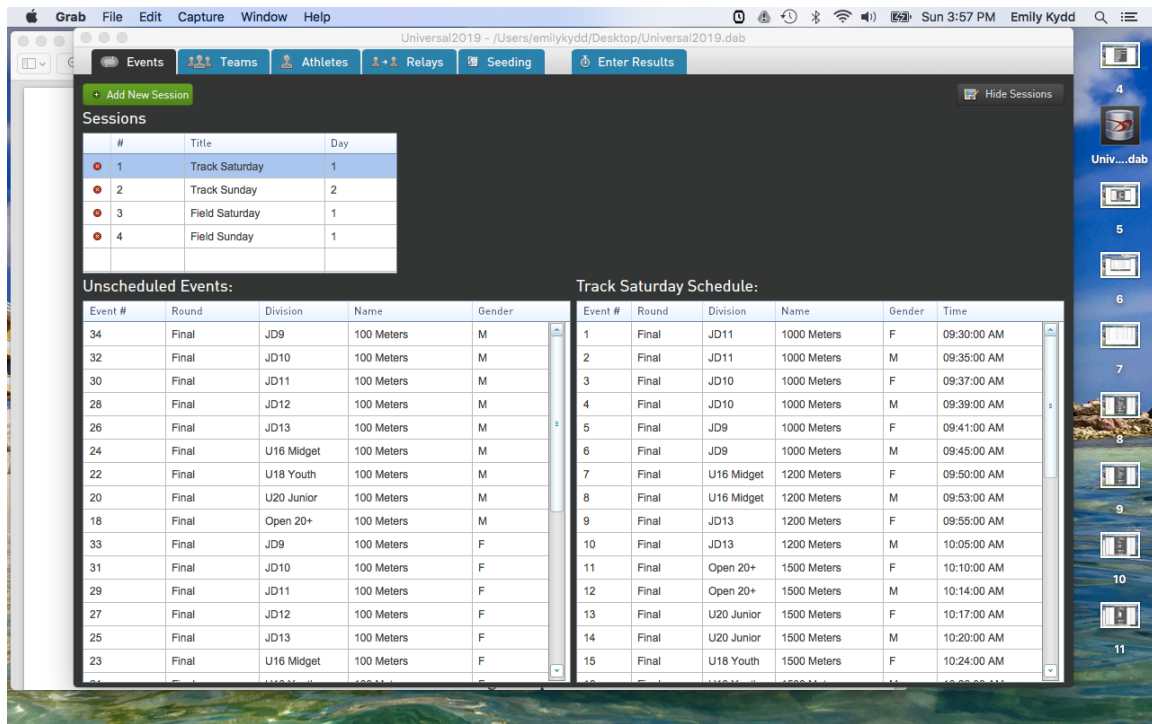 Grab File Edit Capture Window Help Sun 3:57 PM Emily Kydd
Universal2019 - /Users/emilykydd/Desktop/Universal2019.dab
Events Teams Athletes Relays Seeding Enter Results
Add New Session Hide Sessions
Sessions
# Title Day
1 Track Saturday 1
2 Track Sunday 2
3 Field Saturday 1
4 Field Sunday 1
Unscheduled Events:
Event # Round Division Name Gender
34 Final JD9 100 Meters M
32 Final JD10 100 Meters M
30 Final JD11 100 Meters M
28 Final JD12 100 Meters M
26 Final JD13 100 Meters M
24 Final U16 Midget 100 Meters M
22 Final U18 Youth 100 Meters M
20 Final U20 Junior 100 Meters M
18 Final Open 20+ 100 Meters M
33 Final JD9 100 Meters F
31 Final JD10 100 Meters F
29 Final JD11 100 Meters F
27 Final JD12 100 Meters F
25 Final JD13 100 Meters F
23 Final U16 Midget 100 Meters F
Track Saturday Schedule:
Event # Round Division Name Gender Time
1 Final JD11 1000 Meters F 09:30:00 AM
2 Final JD11 1000 Meters M 09:35:00 AM
3 Final JD10 1000 Meters F 09:37:00 AM
4 Final JD10 1000 Meters M 09:39:00 AM
5 Final JD9 1000 Meters F 09:41:00 AM
6 Final JD9 1000 Meters M 09:45:00 AM
7 Final U16 Midget 1200 Meters F 09:50:00 AM
8 Final U16 Midget 1200 Meters M 09:53:00 AM
9 Final JD13 1200 Meters F 09:55:00 AM
10 Final JD13 1200 Meters M 10:05:00 AM
11 Final Open 20+ 1500 Meters F 10:10:00 AM
12 Final Open 20+ 1500 Meters M 10:14:00 AM
13 Final U20 Junior 1500 Meters F 10:17:00 AM
14 Final U20 Junior 1500 Meters M 10:20:00 AM
15 Final U18 Youth 1500 Meters F 10:24:00 AM
4
Univ....dab
5
6
7
8
9
10
11